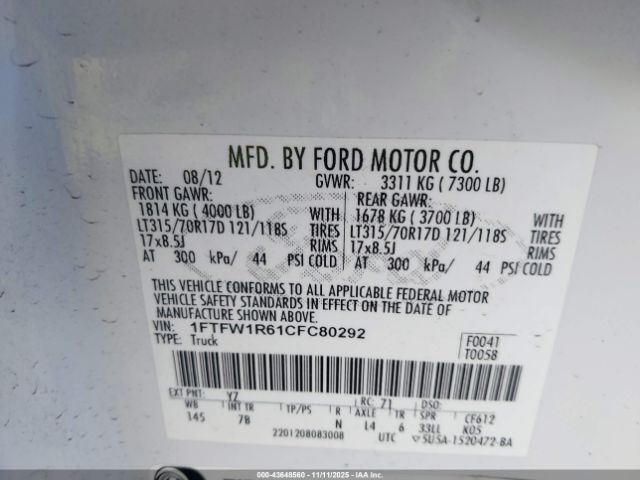 MFD. BY FORD MOTOR CO.
DATE: 08/12 GVWR: 3311 KG ( 7300 LB)
FRONT GAWR: REAR GAWR:
1814 KG ( 4000 LB) WITH 1678 KG ( 3700 LB) WITH
LT315/70R17D 121/118S TIRES LT315/70R17D 121/118S TIRES
17x8.5J RIMS 17x8.5J RIMS
AT 300 kPa/ 44 PSI COLD AT 300 kPa/ 44 PSI COLD
THIS VEHICLE CONFORMS TO ALL APPLICABLE FEDERAL MOTOR
VEHICLE SAFETY STANDARDS IN EFFECT ON THE DATE OF
MANUFACTURE SHOWN ABOVE.
VIN: 1FTFW1R61CFC80292 F0041
TYPE: Truck T0058
EXT PNT: YZ RC: 71 DSO:
WB INT TR TP/PS R AXLE TR SPR CF612
145 7B N L4 6 33LL K05
2201208083008 UTC 5U5A-1520472-BA
©2025 IAA, Inc.
000-43648560 - 11/11/2025 - IAAI.com